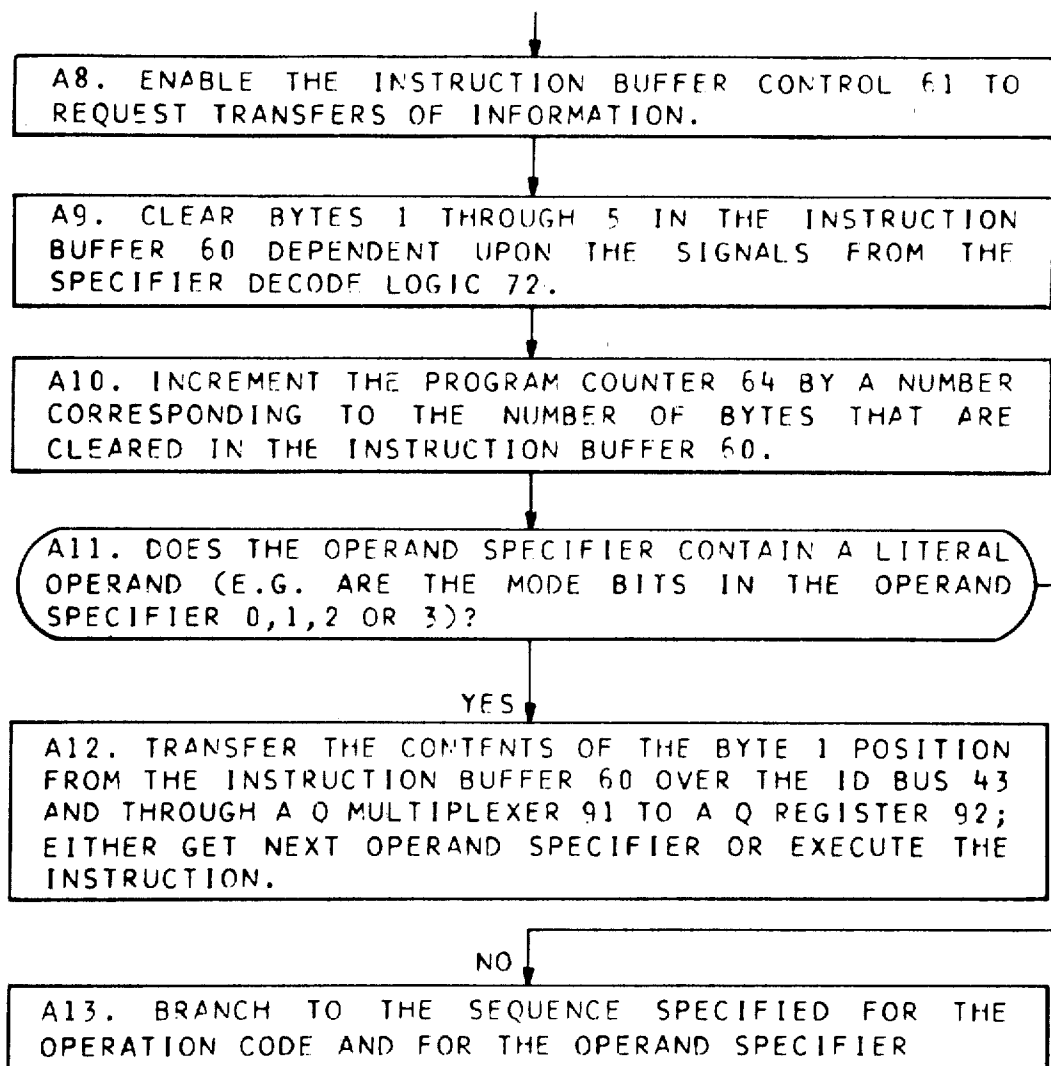 A8. ENABLE THE INSTRUCTION BUFFER CONTROL 61 TO
REQUEST TRANSFERS OF INFORMATION.
A9. CLEAR BYTES 1 THROUGH 5 IN THE INSTRUCTION
BUFFER 60 DEPENDENT UPON THE SIGNALS FROM THE
SPECIFIER DECODE LOGIC 72.
A10. INCREMENT THE PROGRAM COUNTER 64 BY A NUMBER
CORRESPONDING TO THE NUMBER OF BYTES THAT ARE
CLEARED IN THE INSTRUCTION BUFFER 60.
A11. DOES THE OPERAND SPECIFIER CONTAIN A LITERAL
OPERAND (E.G. ARE THE MODE BITS IN THE OPERAND
SPECIFIER 0,1,2 OR 3)?
YES
A12. TRANSFER THE CONTENTS OF THE BYTE 1 POSITION
FROM THE INSTRUCTION BUFFER 60 OVER THE ID BUS 43
AND THROUGH A Q MULTIPLEXER 91 TO A Q REGISTER 92;
EITHER GET NEXT OPERAND SPECIFIER OR EXECUTE THE
INSTRUCTION.
NO
A13. BRANCH TO THE SEQUENCE SPECIFIED FOR THE
OPERATION CODE AND FOR THE OPERAND SPECIFIER